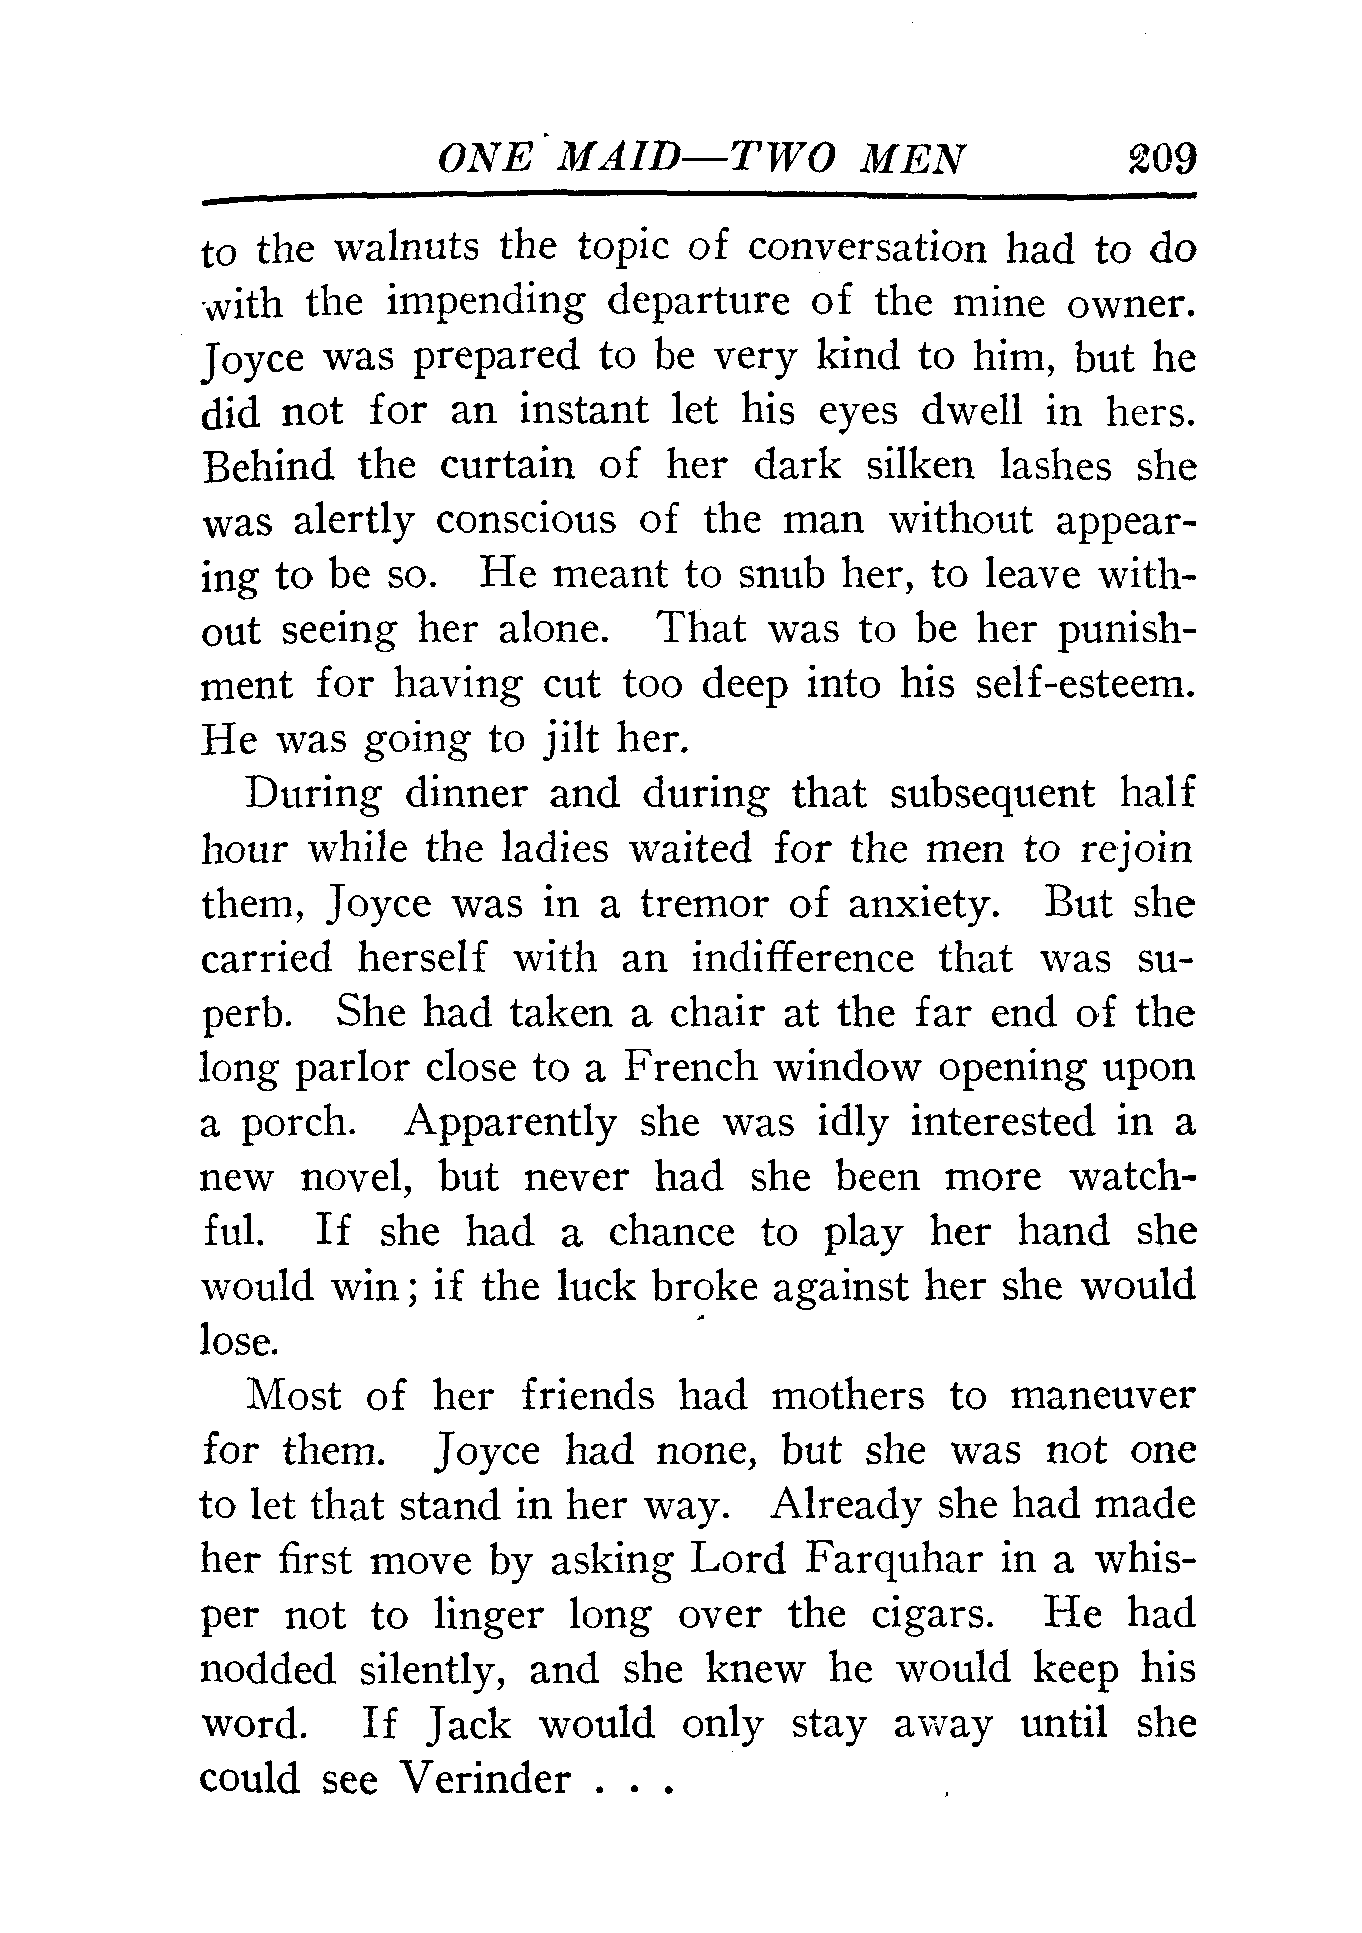 ONE MAID—TWO MEN 209
to the walnuts the topic of conversation had to do
with the impending departure of the mine owner.
Joyce was prepared to be very kind to him, but he
did not for an instant let his eyes dwell in hers.
Behind the curtain of her dark silken lashes she
was alertly conscious of the man without appear-
ing to be so. He meant to snub her, to leave with-
out seeing her alone. That was to be her punish-
ment for having cut too deep into his self-esteem.
He was going to jilt her.
During dinner and during that subsequent half
hour while the ladies waited for the men to rejoin
them, Joyce was in a tremor of anxiety. But she
carried herself with an indifference that was su-
perb. She had taken a chair at the far end of the
long parlor close to a French window opening upon
a porch. Apparently she was idly interested in a
new novel, but never had she been more watch-
ful. If she had a chance to play her hand she
would win; if the luck broke against her she would
lose.
Most of her friends had mothers to maneuver
for them. Joyce had none, but she was not one
to let that stand in her way. Already she had made
her first move by asking Lord Farquhar in a whis-
per not to linger long over the cigars. He had
nodded silently, and she knew he would keep his
word. If Jack would only stay away until she
could see Verinder . . .